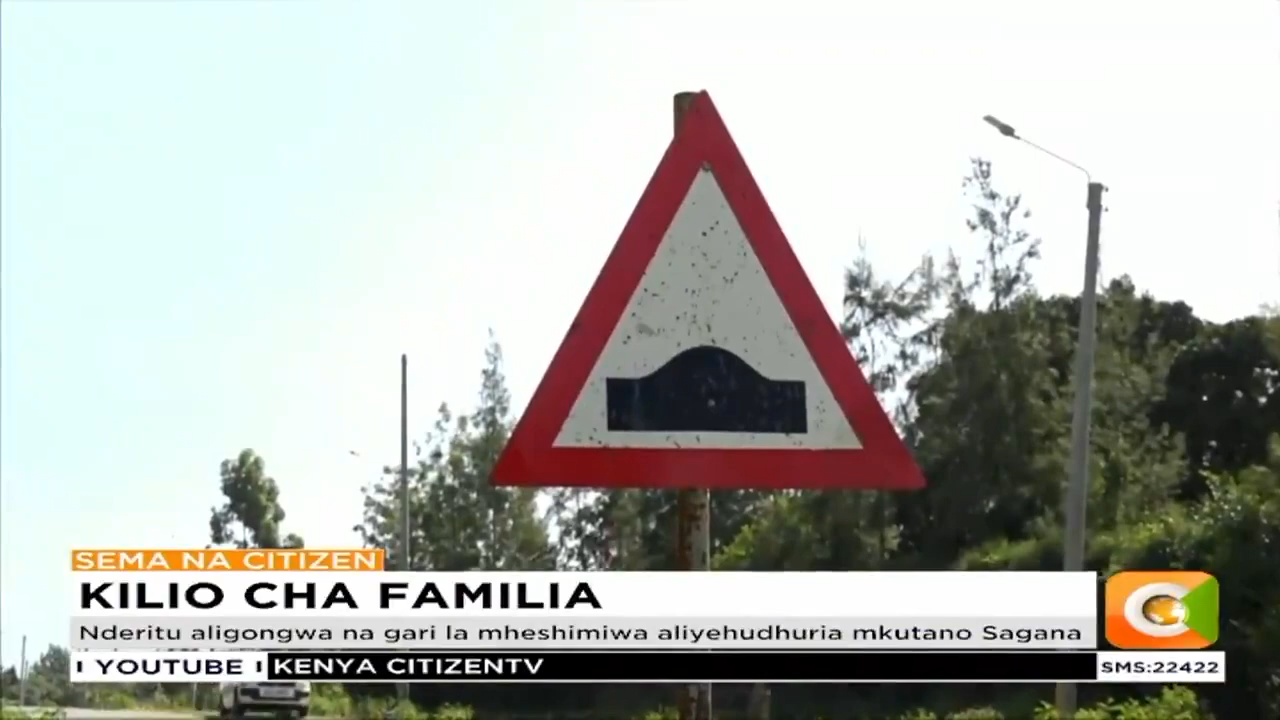 SEMA NA CITIZEN
KILIO CHA FAMILIA
Nderitu aligongwa na gari la mheshimiwa aliyehudhuria mkutano Sagana
YOUTUBE KENYA CITIZENTV
SMS:22422